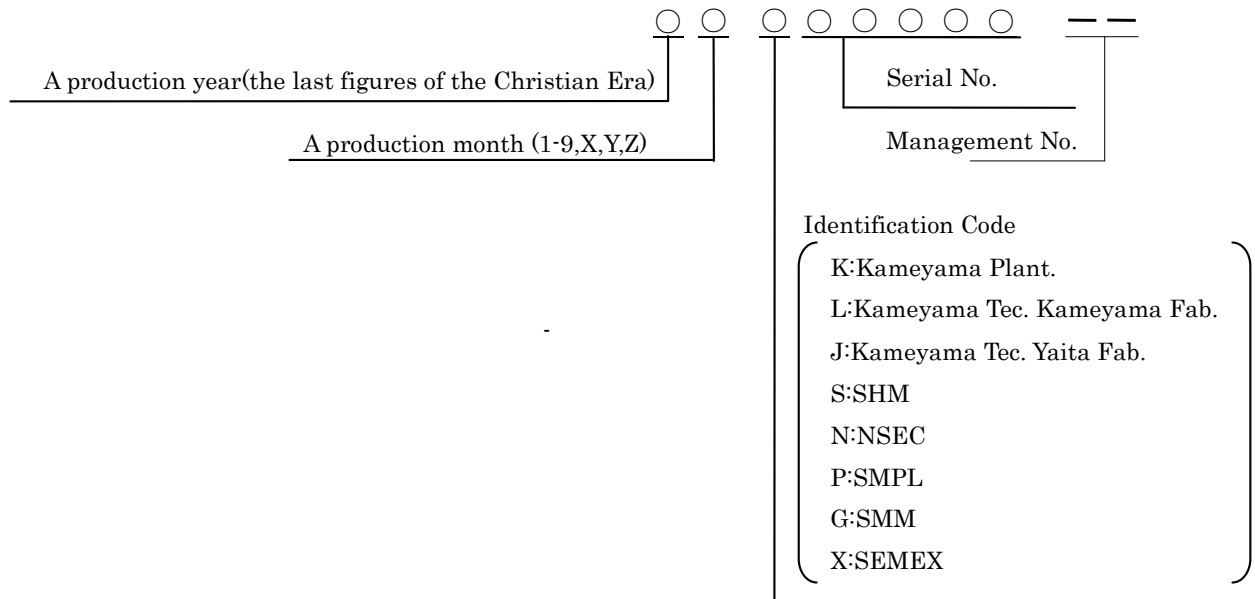 ○ ○ ○ ○ ○ ○ ○ ○ — —
A production year(the last figures of the Christian Era)
Serial No.
A production month (1-9,X,Y,Z)
Management No.
Identification Code
K:Kameyama Plant.
L:Kameyama Tec. Kameyama Fab.
J:Kameyama Tec. Yaita Fab.
S:SHM
N:NSEC
P:SMPL
G:SMM
X:SEMEX
-